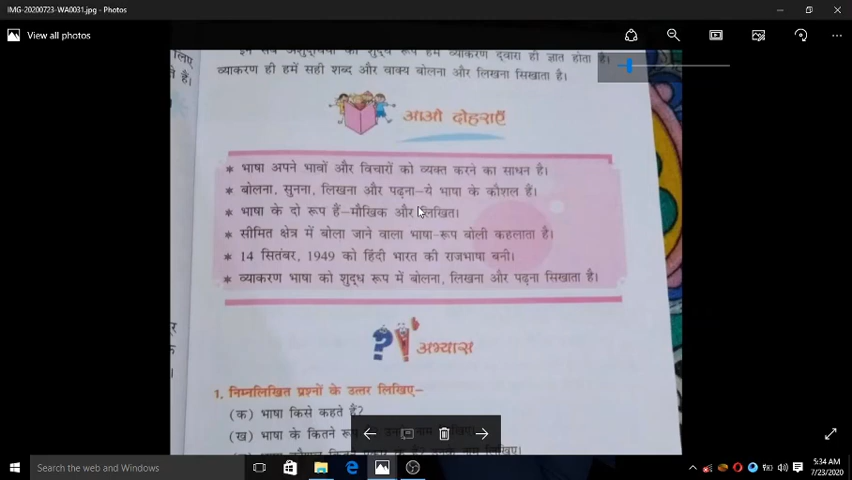 IMG-20200723-WA0031.jpg - Photos
View all photos
व्याकरण ही हमें सही शब्द और वाक्य बोलना और लिखना सिखाता है।
आओ दोहराएँ
* भाषा अपने भावों और विचारों को व्यक्त करने का साधन है।
* बोलना, सुनना, लिखना और पढ़ना–ये भाषा के कौशल हैं।
* भाषा के दो रूप हैं–मौखिक और लिखित।
* सीमित क्षेत्र में बोला जाने वाला भाषा-रूप बोली कहलाता है।
* 14 सितंबर, 1949 को हिंदी भारत की राजभाषा बनी।
* व्याकरण भाषा को शुद्ध रूप में बोलना, लिखना और पढ़ना सिखाता है।
अभ्यास
1. निम्नलिखित प्रश्नों के उत्तर लिखिए–
(क) भाषा किसे कहते हैं?
(ख) भाषा के कितने
Search the web and Windows
5:34 AM
7/23/2020